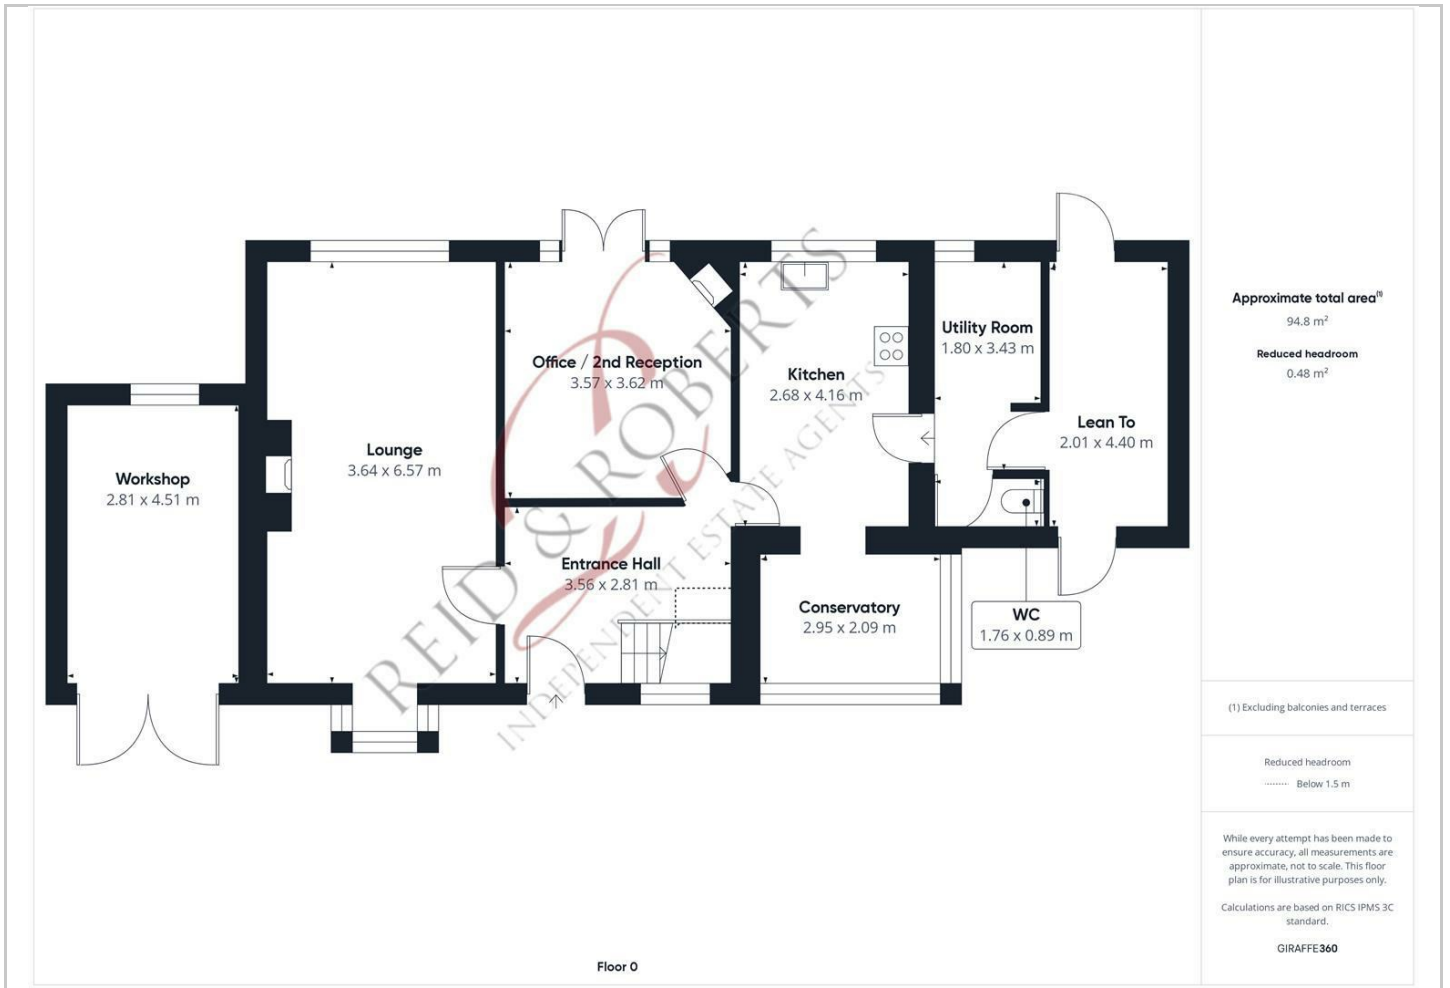 Workshop
2.81 x 4.51 m
Lounge
3.64 x 6.57 m
Office / 2nd Reception
3.57 x 3.62 m
Entrance Hall
3.56 x 2.81 m
Kitchen
2.68 x 4.16 m
Utility Room
1.80 x 3.43 m
Lean To
2.01 x 4.40 m
Conservatory
2.95 x 2.09 m
WC
1.76 x 0.89 m
REID & ROBERTS
INDEPENDENT ESTATE AGENTS
Floor 0
Approximate total area(1)
94.8 m²
Reduced headroom
0.48 m²
(1) Excluding balconies and terraces
Reduced headroom
Below 1.5 m
While every attempt has been made to
ensure accuracy, all measurements are
approximate, not to scale. This floor
plan is for illustrative purposes only.
Calculations are based on RICS IPMS 3C
standard.
GIRAFFE360